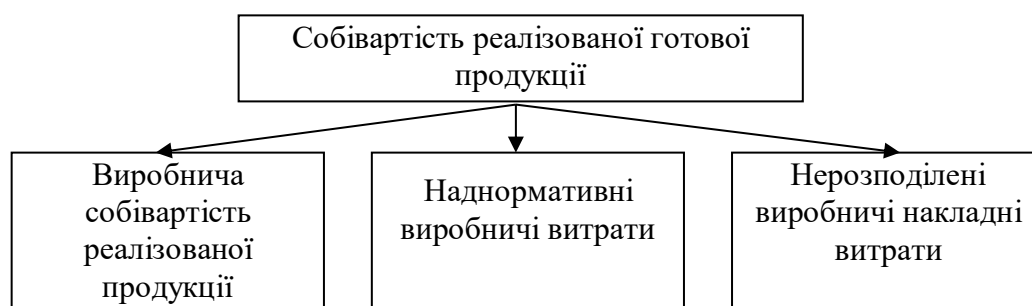 Собівартість реалізованої готової
продукції
Виробнича
собівартість
реалізованої
продукції
Наднормативні
виробничі витрати
Нерозподілені
виробничі накладні
витрати